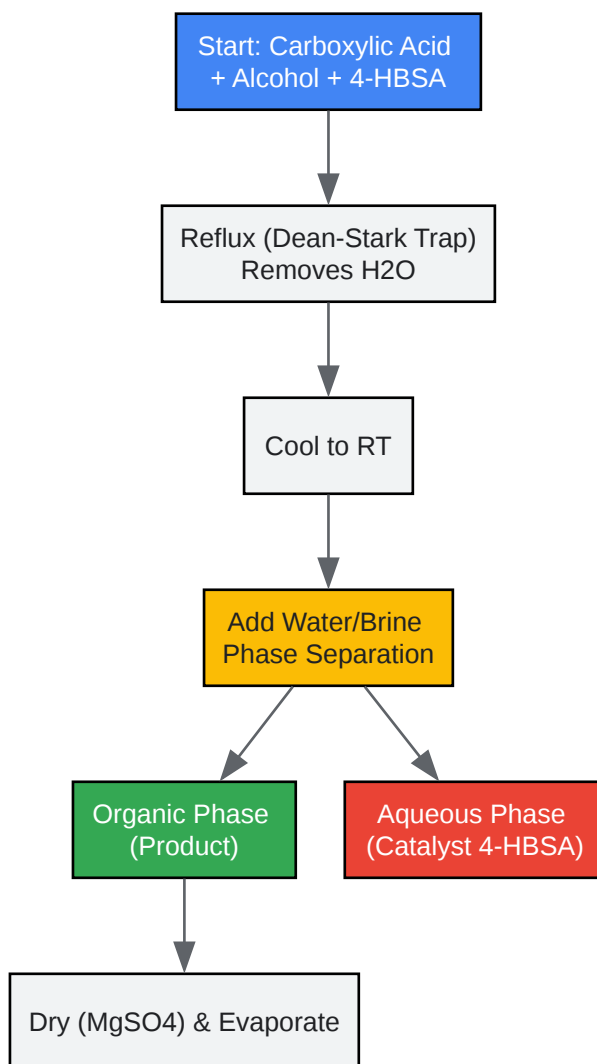 Start: Carboxylic Acid
+ Alcohol + 4-HBSA
Reflux (Dean-Stark Trap)
Removes H2O
Cool to RT
Add Water/Brine
Phase Separation
Organic Phase
(Product)
Aqueous Phase
(Catalyst 4-HBSA)
Dry (MgSO4) & Evaporate